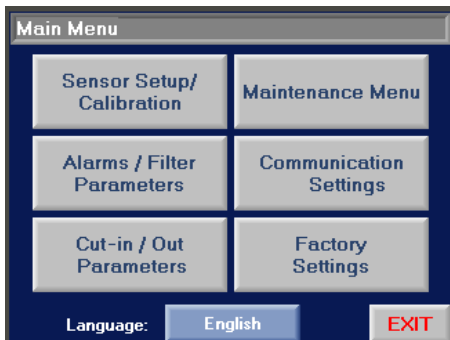 Main Menu
Sensor Setup/
Calibration
Maintenance Menu
Alarms / Filter
Parameters
Communication
Settings
Cut-in / Out
Parameters
Factory
Settings
Language: English EXIT